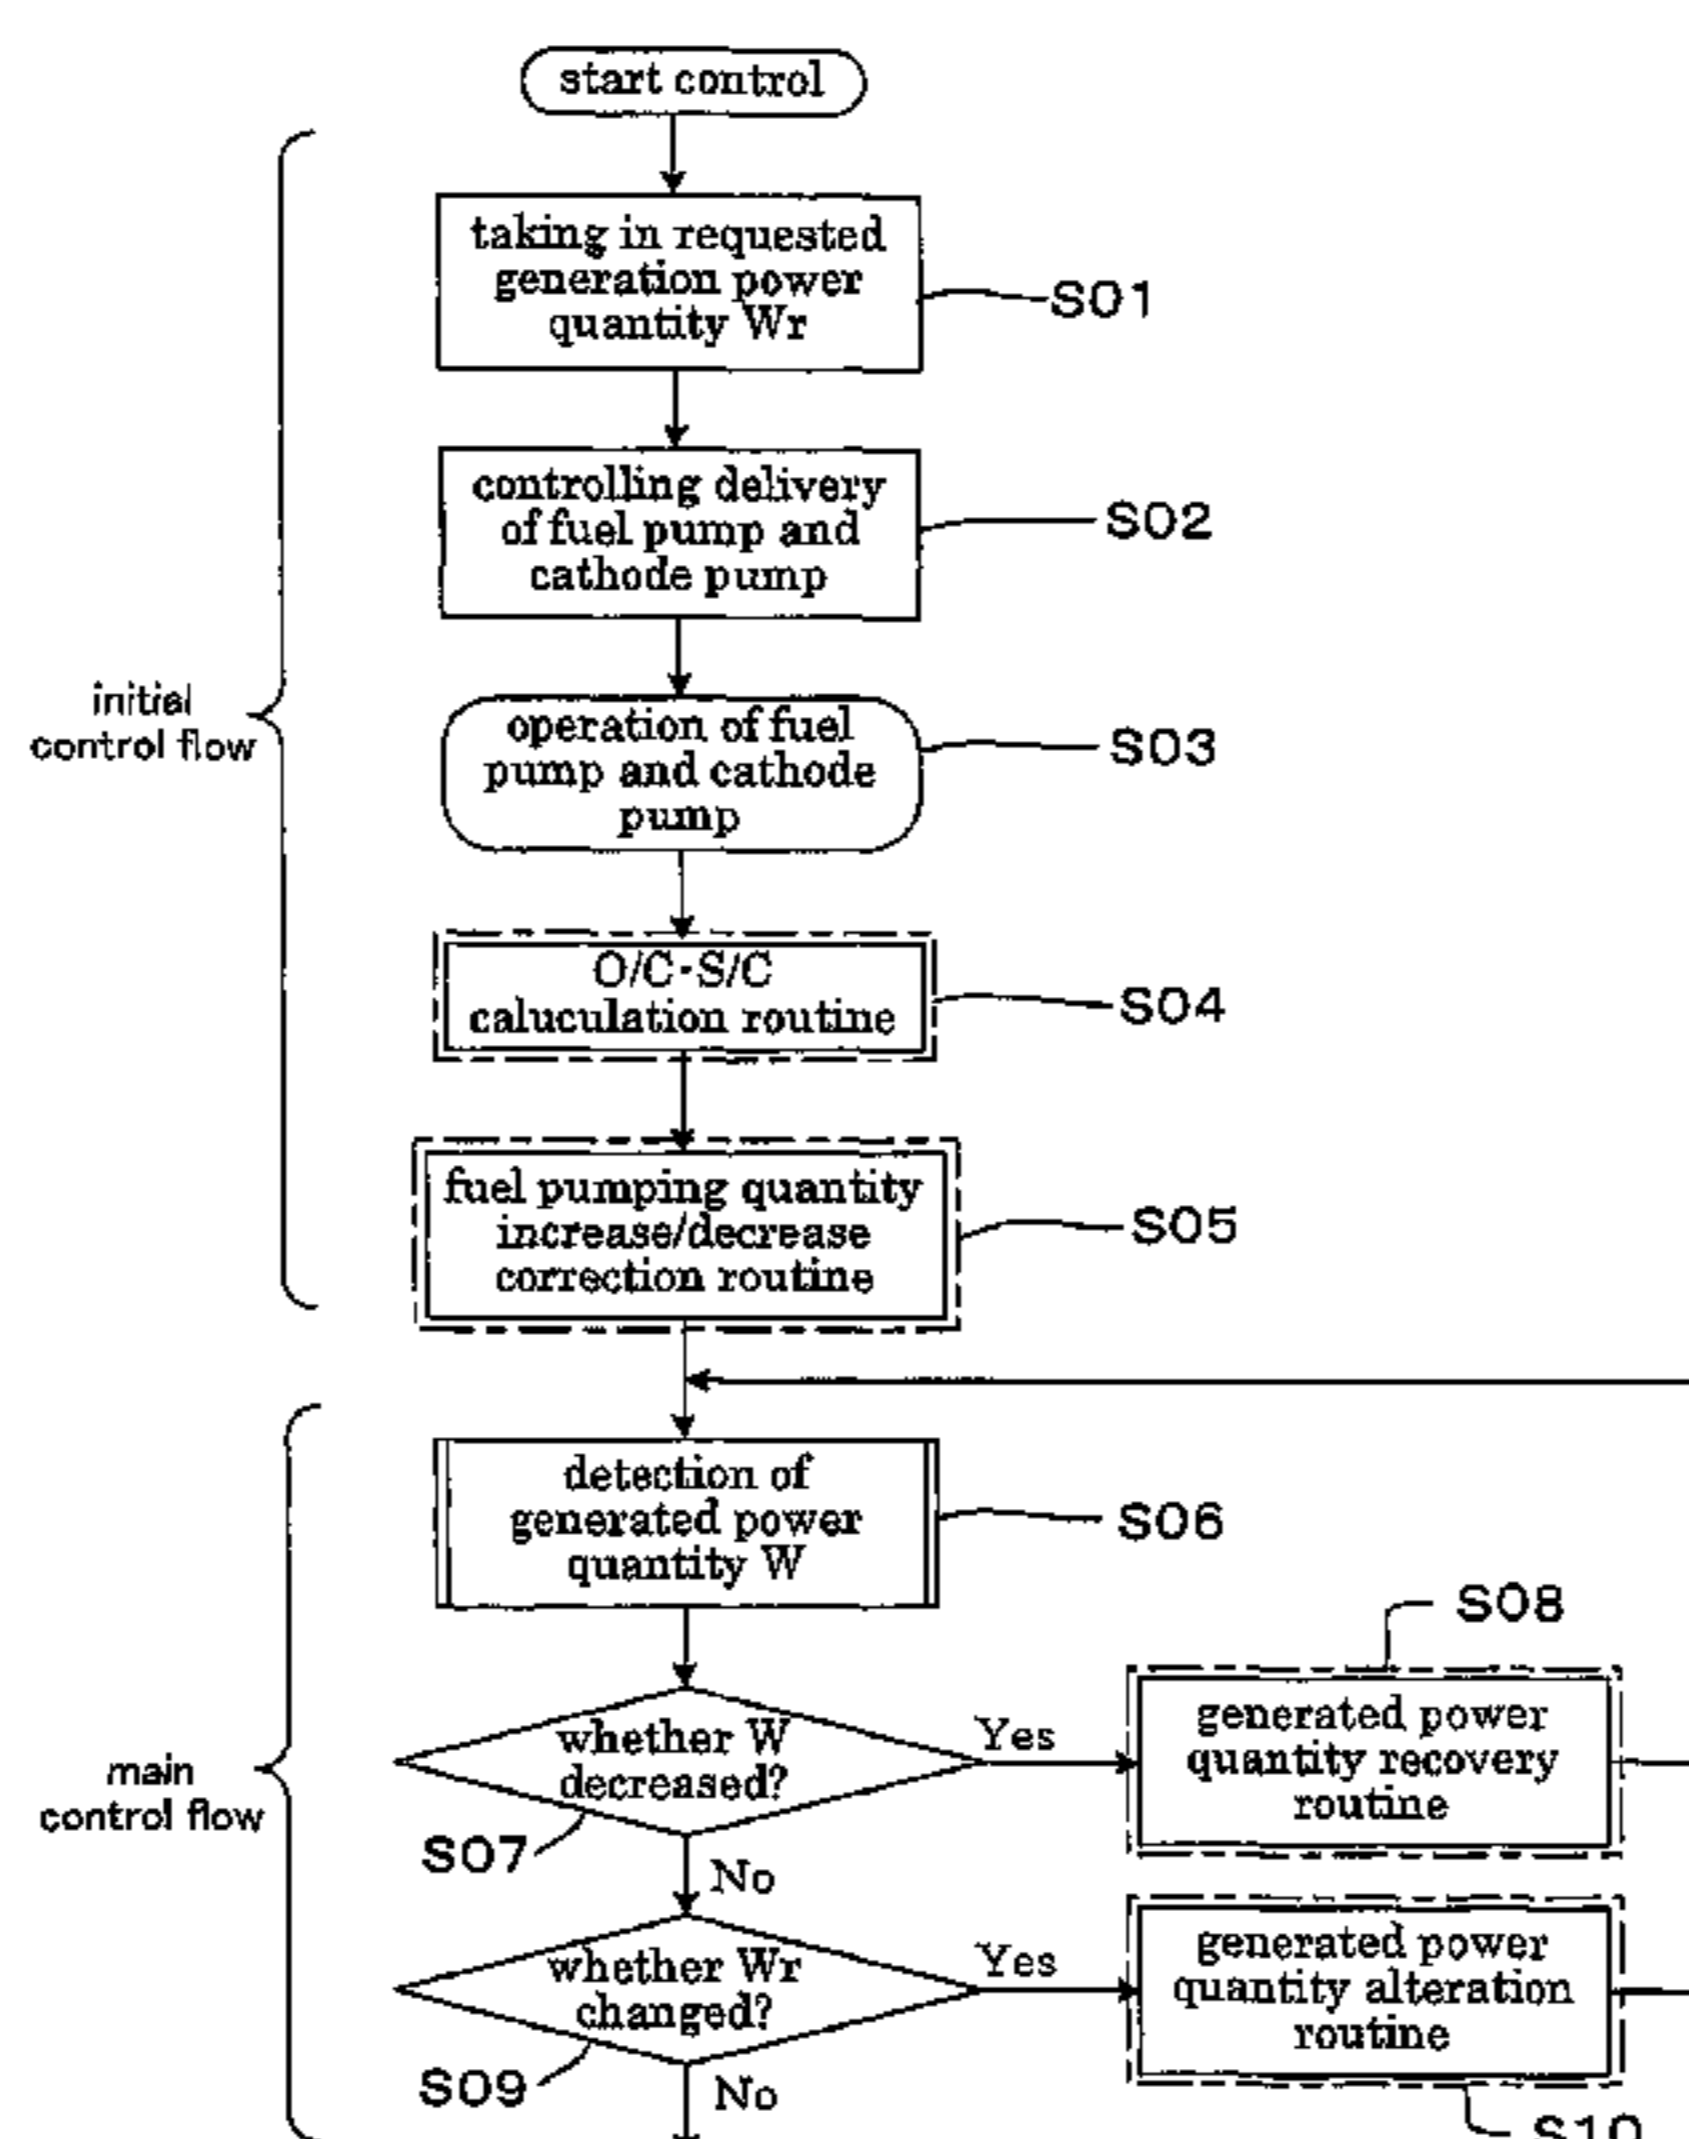 start control
taking in requested
generation power
quantity Wr
S01
controlling delivery
of fuel pump and
cathode pump
S02
initial
control flow
operation of fuel
pump and cathode
pump
S03
O/C·S/C
caluculation routine
S04
fuel pumping quantity
increase/decrease
correction routine
S05
detection of
generated power
quantity W
S06
main
control flow
whether W
decreased?
S07
Yes
No
S08
generated power
quantity recovery
routine
whether Wr
changed?
S09
Yes
No
generated power
quantity alteration
routine
S10